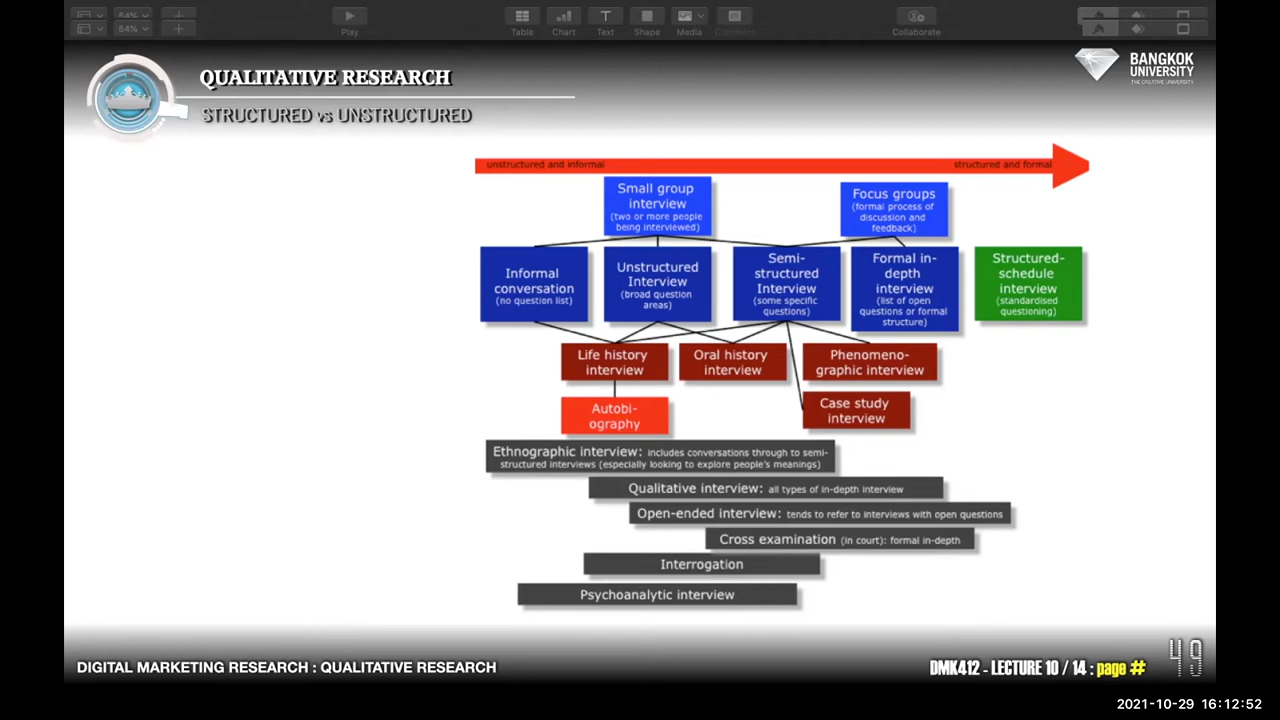 54%
54%
Play
Table
Chart
Text
Shape
Media
Comment
Collaborate
QUALITATIVE RESEARCH
STRUCTURED vs UNSTRUCTURED
BANGKOK
UNIVERSITY
THE CREATIVE UNIVERSITY
unstructured and informal
structured and formal
Small group
interview
(two or more people
being interviewed)
Focus groups
(formal process of
discussion and
feedback)
Informal
conversation
(no question list)
Unstructured
Interview
(broad question
areas)
Semi-
structured
Interview
(some specific
questions)
Formal in-
depth
interview
(list of open
questions or formal
structure)
Structured-
schedule
interview
(standardised
questioning)
Life history
interview
Oral history
interview
Phenomeno-
graphic interview
Autobi-
ography
Case study
interview
Ethnographic interview: includes conversations through to semi-
structured interviews (especially looking to explore people's meanings)
Qualitative interview: all types of in-depth interview
Open-ended interview: tends to refer to interviews with open questions
Cross examination (in court): formal in-depth
Interrogation
Psychoanalytic interview
DIGITAL MARKETING RESEARCH : QUALITATIVE RESEARCH
DMK412 - LECTURE 10 / 14 : page #
49
2021-10-29 16:12:52